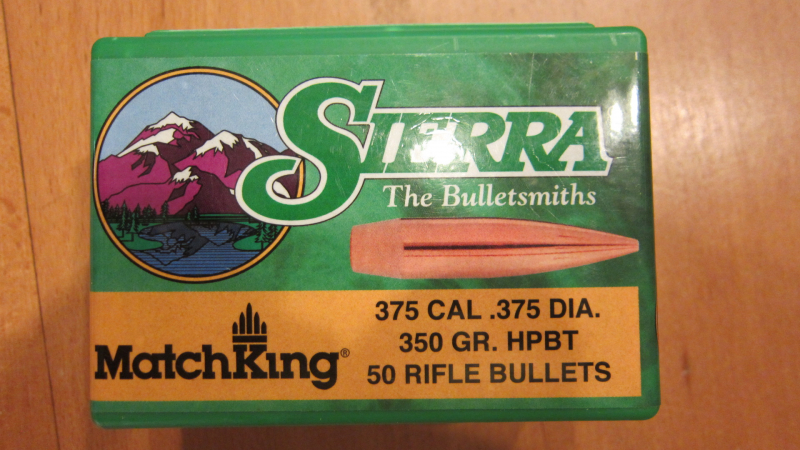 SIERRA
The Bulletsmiths
375 CAL .375 DIA.
350 GR. HPBT
MatchKing®
50 RIFLE BULLETS